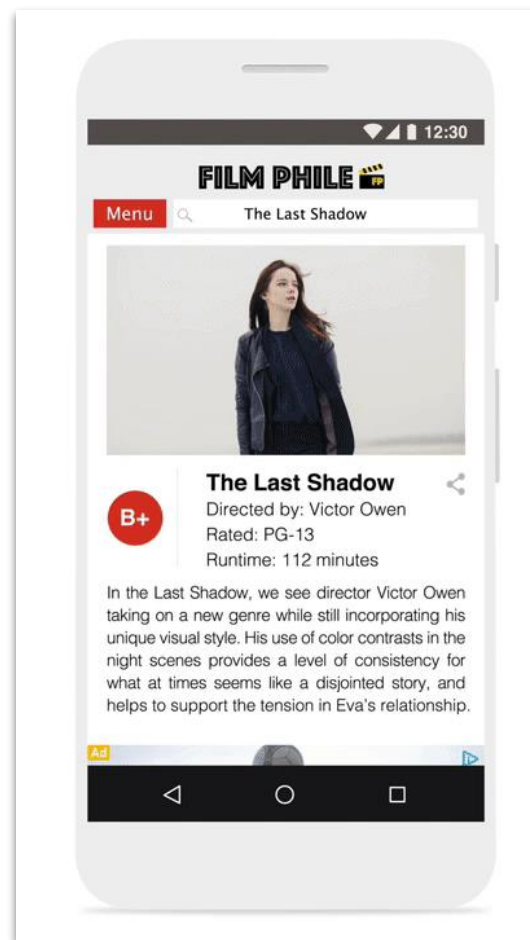 12:30
FILM PHILE FP
Menu The Last Shadow
The Last Shadow
B+
Directed by: Victor Owen
Rated: PG-13
Runtime: 112 minutes
In the Last Shadow, we see director Victor Owen
taking on a new genre while still incorporating his
unique visual style. His use of color contrasts in the
night scenes provides a level of consistency for
what at times seems like a disjointed story, and
helps to support the tension in Eva's relationship.
Ad